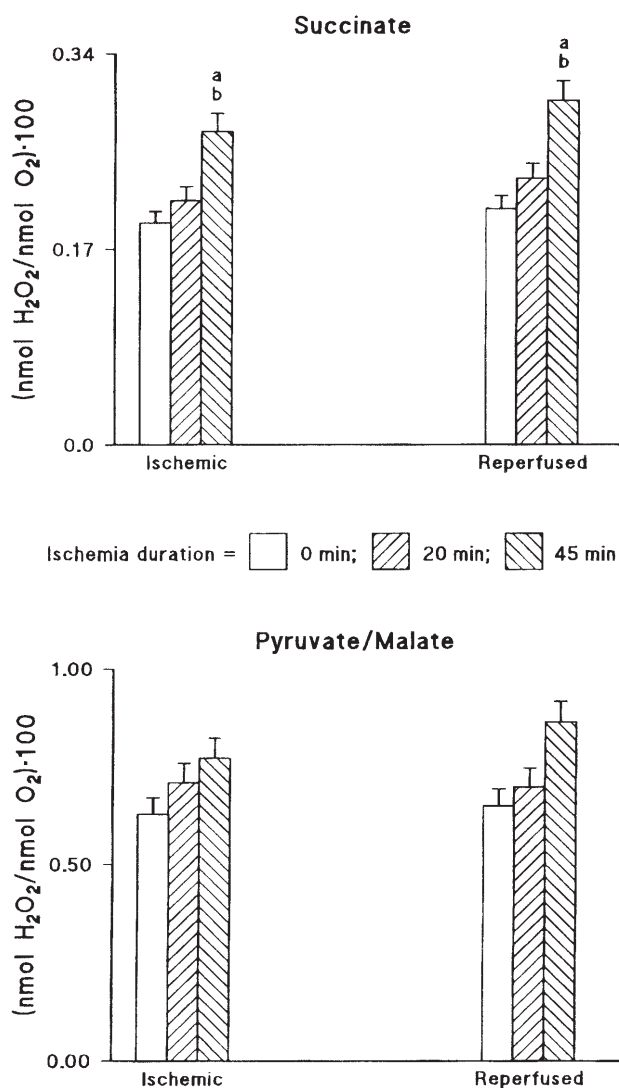 Succinate
0.34
0.17
0.0
(nmol H₂O₂/nmol O₂)·100
a
b
a
b
Ischemic
Reperfused
Ischemia duration = 0 min; 20 min; 45 min
Pyruvate/Malate
1.00
0.50
0.00
(nmol H₂O₂/nmol O₂)·100
Ischemic
Reperfused